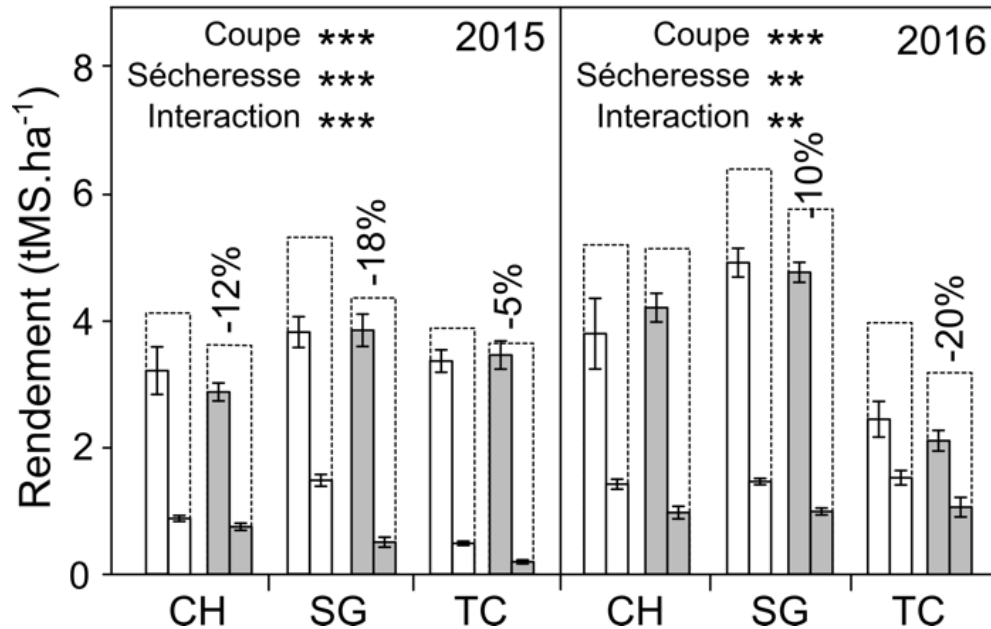 Coupe *** 2015
Sécheresse ***
Interaction ***
Coupe *** 2016
Sécheresse **
Interaction **
Rendement (tMS.ha⁻¹)
8
6
4
2
0
-12%
-18%
-5%
-10%
-20%
CH SG TC CH SG TC